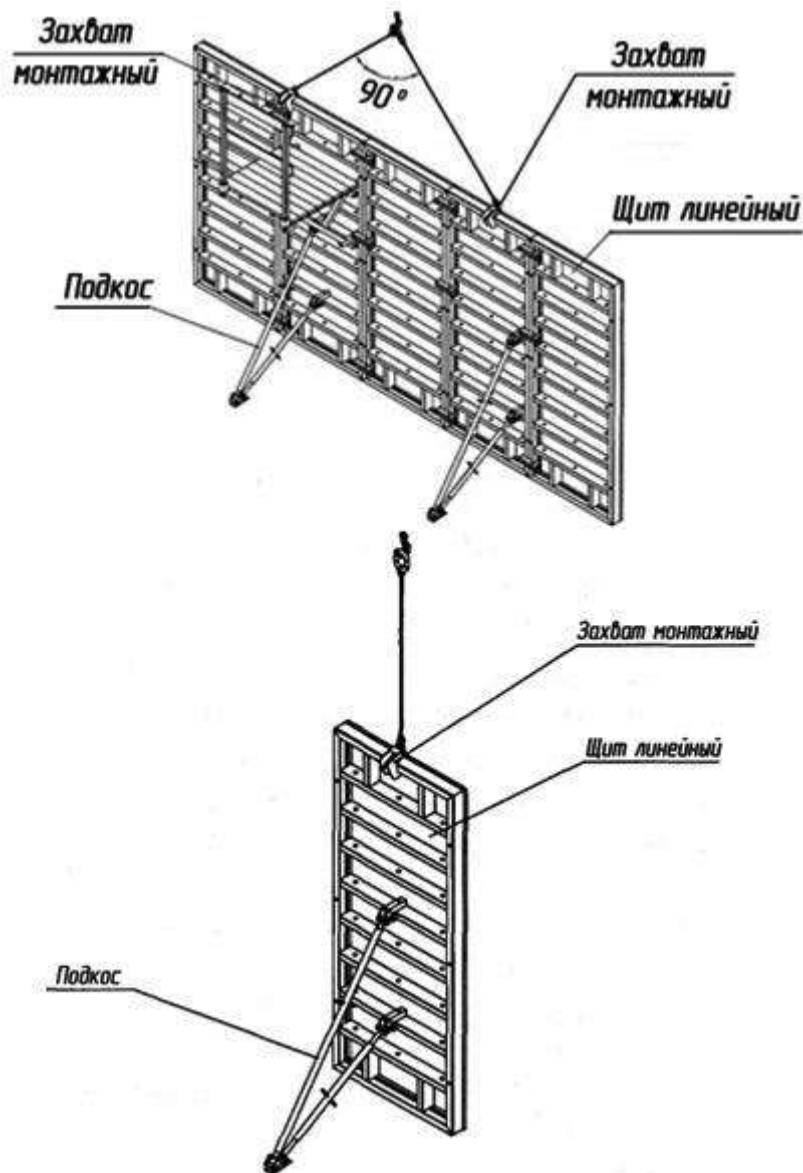 Захват
монтажный
90°
Захват
монтажный
Щит линейный
Подкос
Захват монтажный
Щит линейный
Подкос